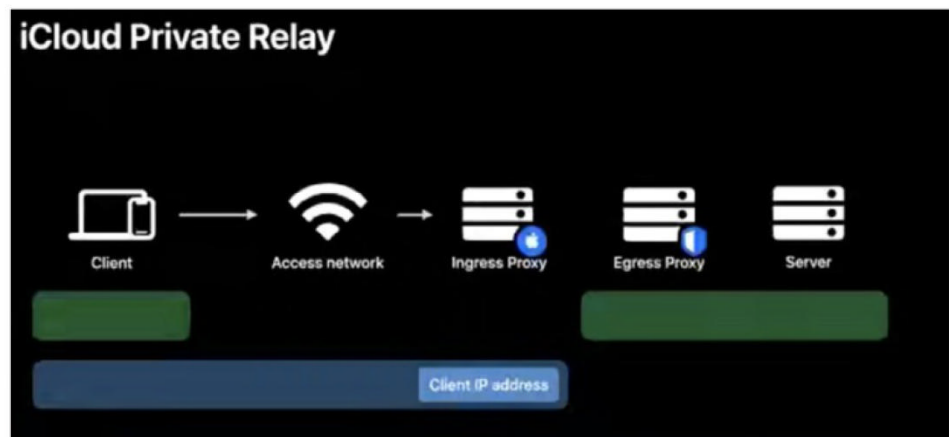 iCloud Private Relay
Client
Access network
Ingress Proxy
Egress Proxy
Server
Client IP address